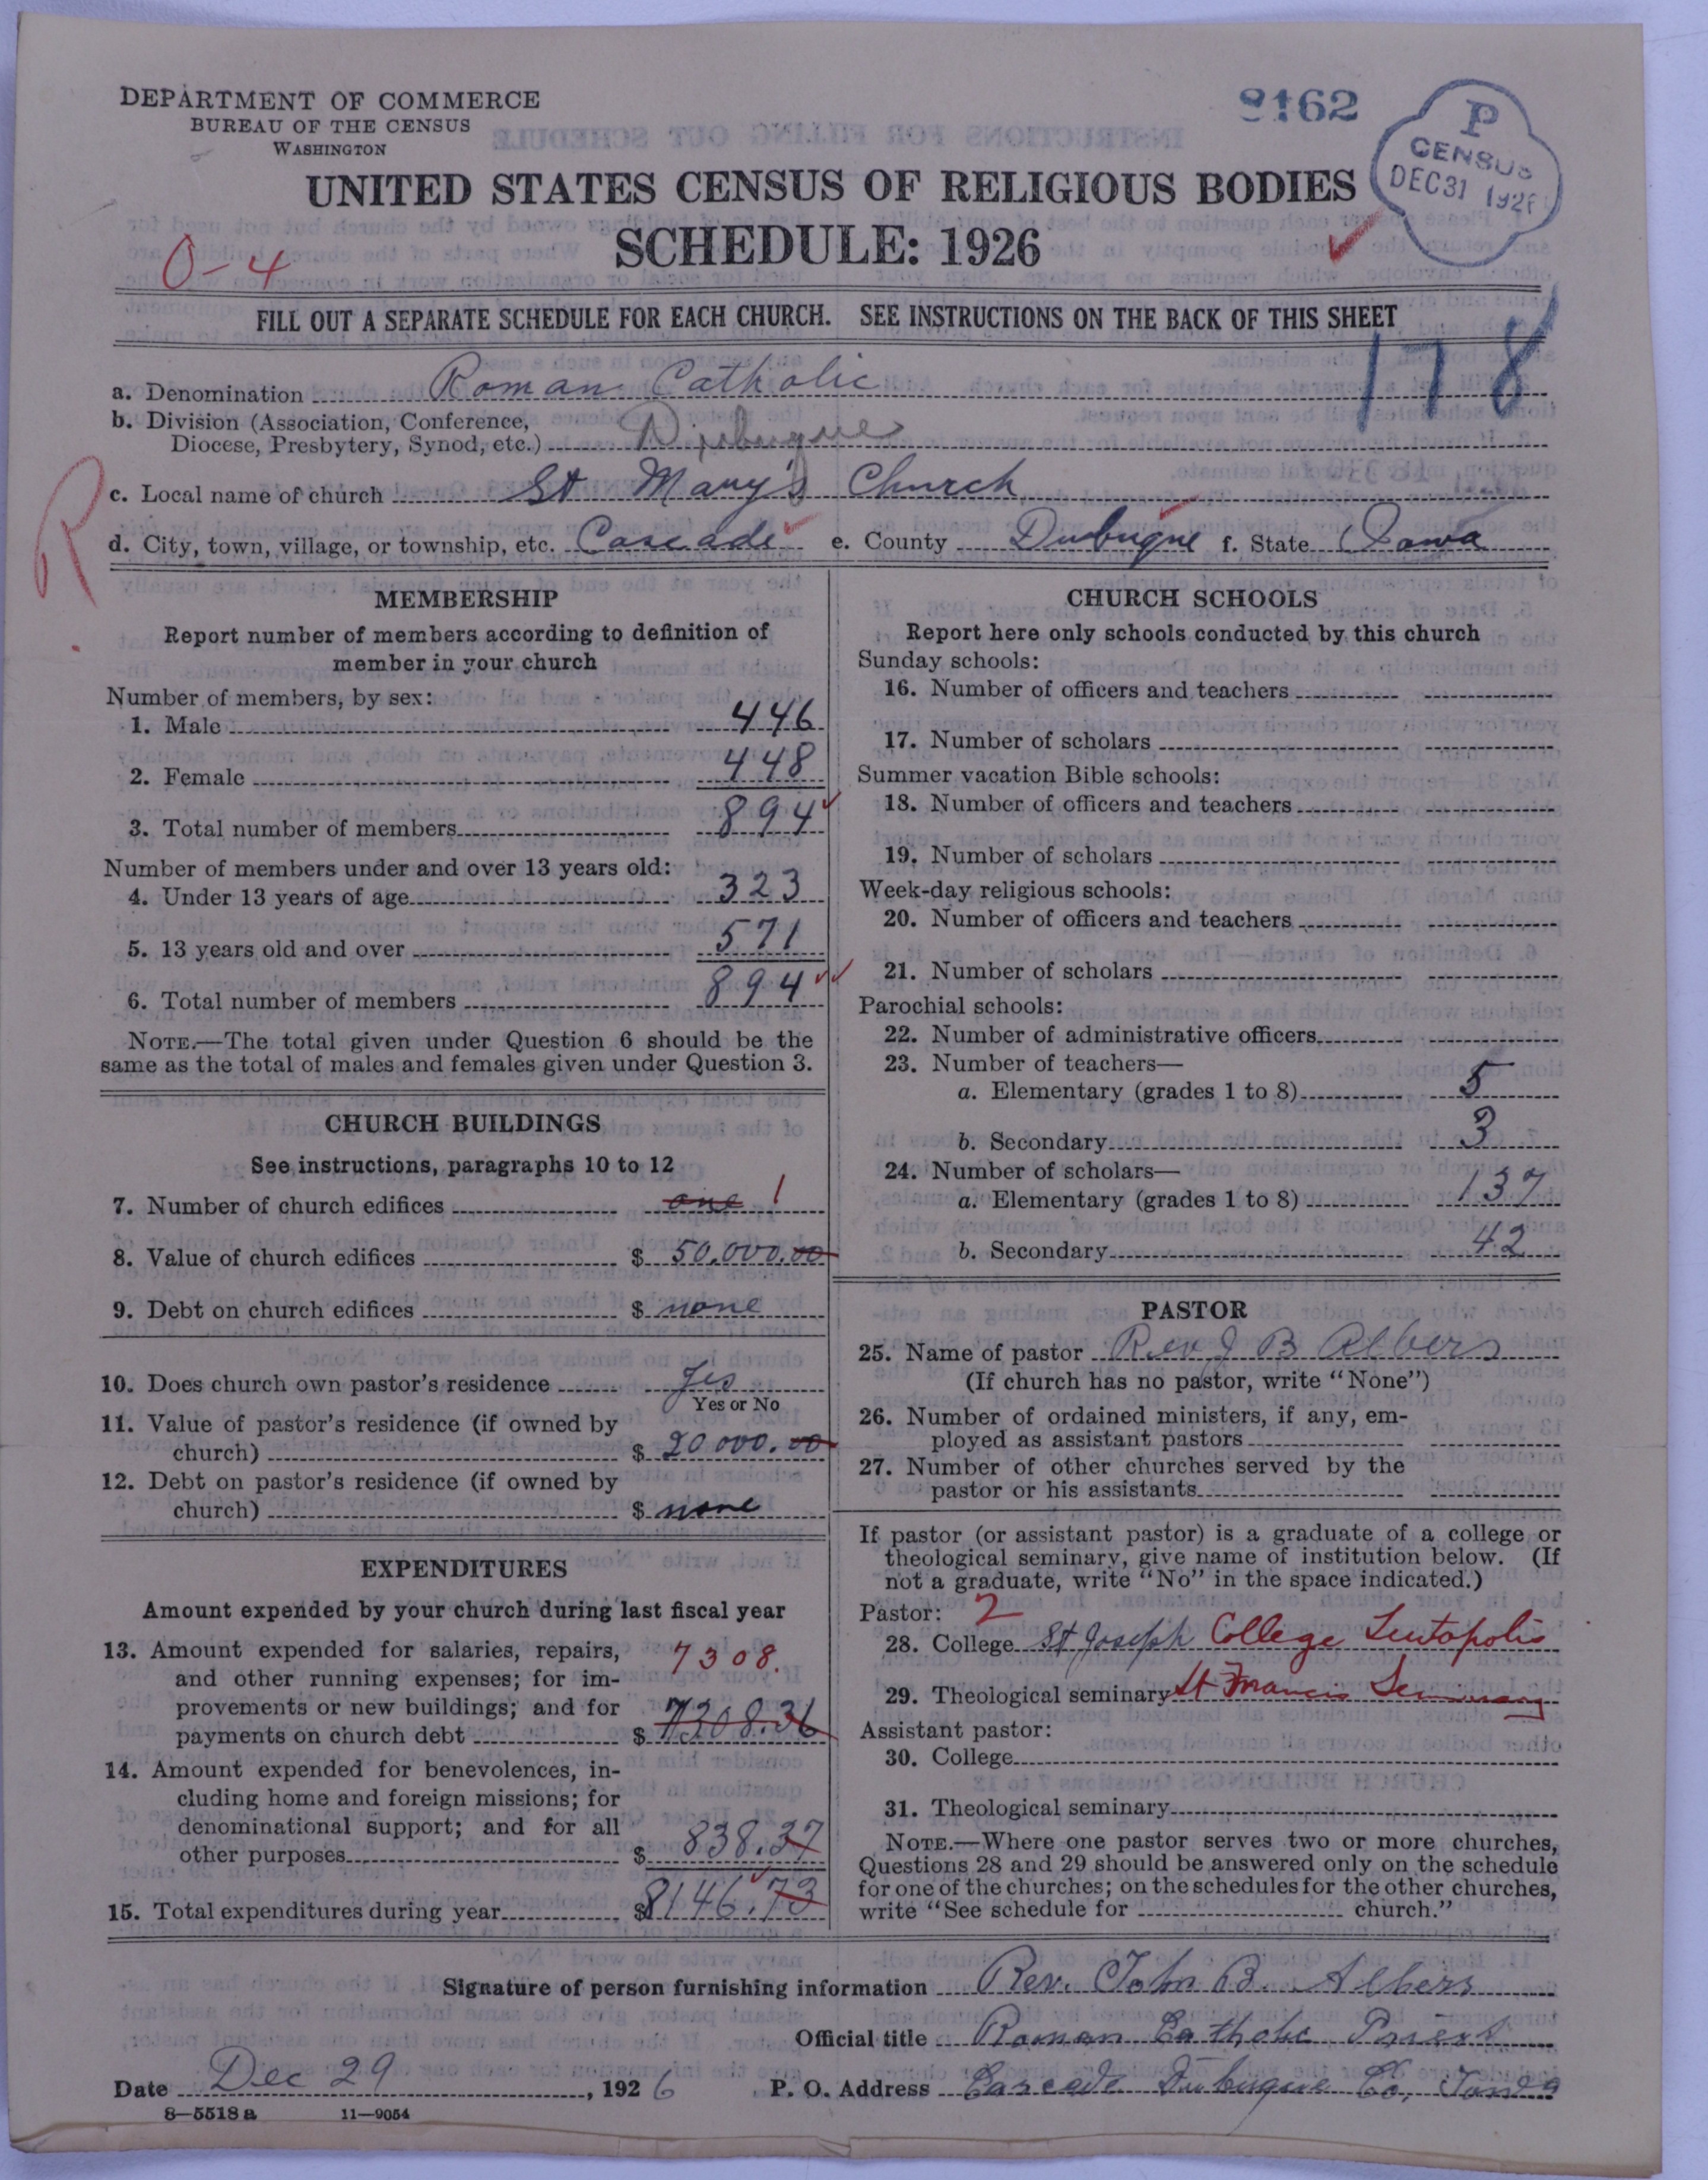 DEPARTMENT OF COMMERCE
BUREAU OF THE CENSUS
WASHINGTON
9162
P
CENSUS
DEC 31 1926
UNITED STATES CENSUS OF RELIGIOUS BODIES
SCHEDULE: 1926
0-4
FILL OUT A SEPARATE SCHEDULE FOR EACH CHURCH. SEE INSTRUCTIONS ON THE BACK OF THIS SHEET
178
a. Denomination Roman Catholic
b. Division (Association, Conference,
Diocese, Presbytery, Synod, etc.) Dubuque
R
c. Local name of church St Mary's Church
d. City, town, village, or township, etc. Cascade e. County Dubuque f. State Iowa
MEMBERSHIP
Report number of members according to definition of
member in your church
Number of members, by sex:
1. Male 446
2. Female 448
3. Total number of members 894
Number of members under and over 13 years old:
4. Under 13 years of age 323
5. 13 years old and over 571
6. Total number of members 894
NOTE.—The total given under Question 6 should be the
same as the total of males and females given under Question 3.
CHURCH BUILDINGS
See instructions, paragraphs 10 to 12
7. Number of church edifices one 1
8. Value of church edifices $ 50.000.00
9. Debt on church edifices $ none
10. Does church own pastor's residence Yes
Yes or No
11. Value of pastor's residence (if owned by
church) $ 20000.00
12. Debt on pastor's residence (if owned by
church) $ none
EXPENDITURES
Amount expended by your church during last fiscal year
13. Amount expended for salaries, repairs, 7308.
and other running expenses; for im-
provements or new buildings; and for
payments on church debt $ 7308.36
14. Amount expended for benevolences, in-
cluding home and foreign missions; for
denominational support; and for all
other purposes $ 838.37
15. Total expenditures during year $ 8146.73
CHURCH SCHOOLS
Report here only schools conducted by this church
Sunday schools:
16. Number of officers and teachers
17. Number of scholars
Summer vacation Bible schools:
18. Number of officers and teachers
19. Number of scholars
Week-day religious schools:
20. Number of officers and teachers
21. Number of scholars
Parochial schools:
22. Number of administrative officers
23. Number of teachers—
a. Elementary (grades 1 to 8) 5
b. Secondary 3
24. Number of scholars—
a. Elementary (grades 1 to 8) 137
b. Secondary 42
PASTOR
25. Name of pastor Rev J B Albers
(If church has no pastor, write "None")
26. Number of ordained ministers, if any, em-
ployed as assistant pastors
27. Number of other churches served by the
pastor or his assistants
If pastor (or assistant pastor) is a graduate of a college or
theological seminary, give name of institution below. (If
not a graduate, write "No" in the space indicated.)
Pastor: 2
28. College St Joseph College Teutopolis
29. Theological seminary St Francis Seminary
Assistant pastor:
30. College
31. Theological seminary
NOTE.—Where one pastor serves two or more churches,
Questions 28 and 29 should be answered only on the schedule
for one of the churches; on the schedules for the other churches,
write "See schedule for church."
Signature of person furnishing information Rev. John B. Albers
Official title Roman Catholic Priest
Date Dec 29, 1926 P. O. Address Cascade Dubuque Co, Iowa
8—5518 a 11—9054